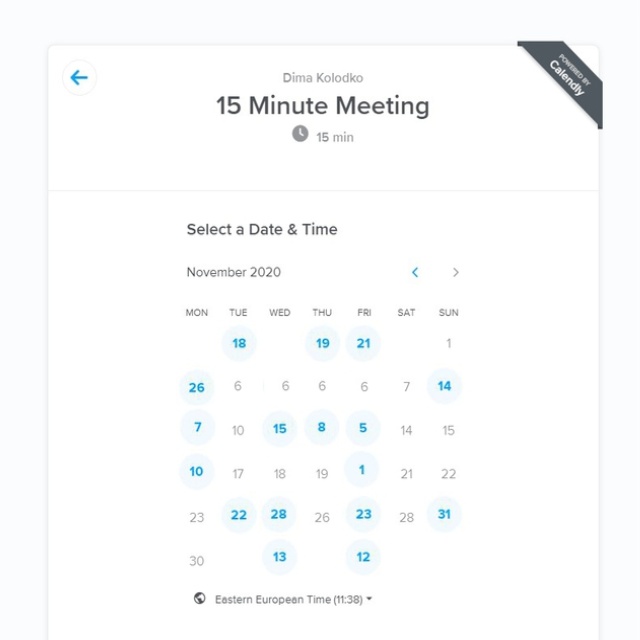 Dima Kolodko
POWERED BY
Calendly
15 Minute Meeting
15 min
Select a Date & Time
November 2020
MON TUE WED THU FRI SAT SUN
18 19 21 1
26 6 6 6 6 7 14
7 10 15 8 5 14 15
10 17 18 19 1 21 22
23 22 28 26 23 28 31
30 13 12
Eastern European Time (11:38)